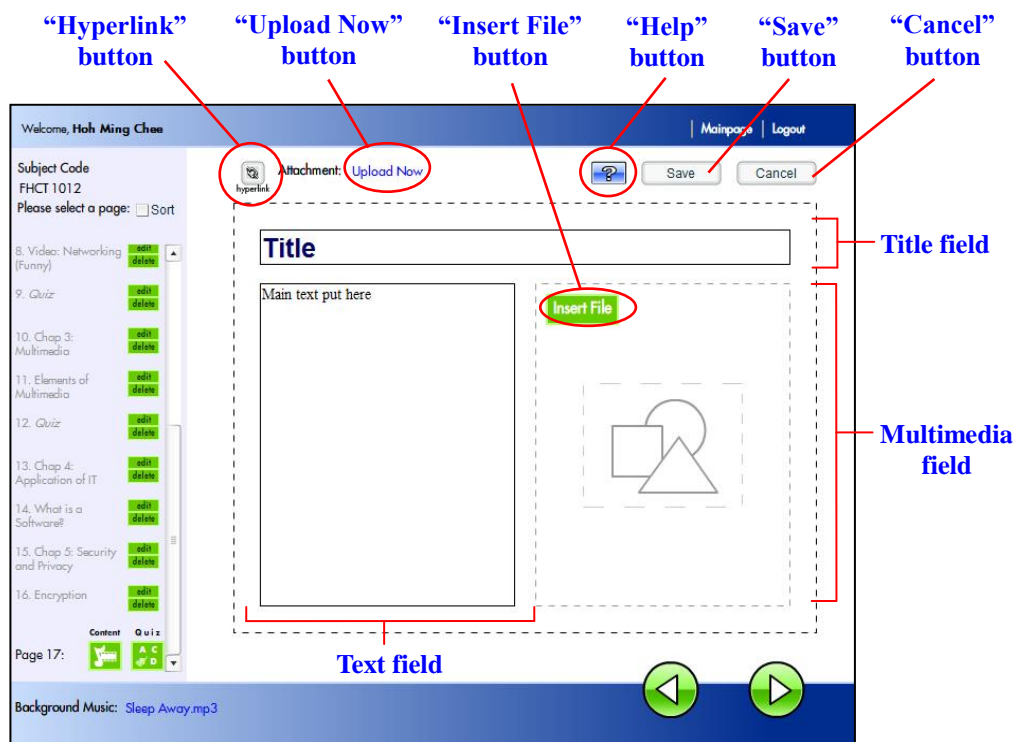 “Hyperlink”
button
“Upload Now”
button
“Insert File”
button
“Help”
button
“Save”
button
“Cancel”
button
Welcome, Hoh Ming Chee
Mainpage | Logout
Subject Code
FHCT 1012
Please select a page: Sort
hyperlink
Attachment: Upload Now
?
Save
Cancel
8. Video: Networking
(Funny)
edit
delete
9. Quiz
edit
delete
10. Chap 3:
Multimedia
edit
delete
11. Elements of
Multimedia
edit
delete
12. Quiz
edit
delete
13. Chap 4:
Application of IT
edit
delete
14. What is a
Software?
edit
delete
15. Chap 5: Security
and Privacy
edit
delete
16. Encryption
edit
delete
Content
Quiz
Page 17:
A C
D
Title
Main text put here
Insert File
Title field
Multimedia
field
Text field
Background Music: Sleep Away.mp3